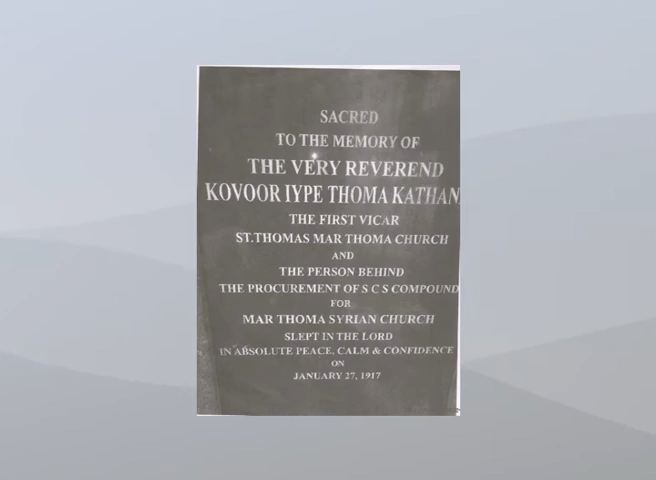 SACRED
TO THE MEMORY OF
THE VERY REVEREND
KOVOOR IYPE THOMA KATHAN
THE FIRST VICAR
ST.THOMAS MAR THOMA CHURCH
AND
THE PERSON BEHIND
THE PROCUREMENT OF S C S COMPOUND
FOR
MAR THOMA SYRIAN CHURCH
SLEPT IN THE LORD
IN ABSOLUTE PEACE, CALM & CONFIDENCE
ON
JANUARY 27, 1917